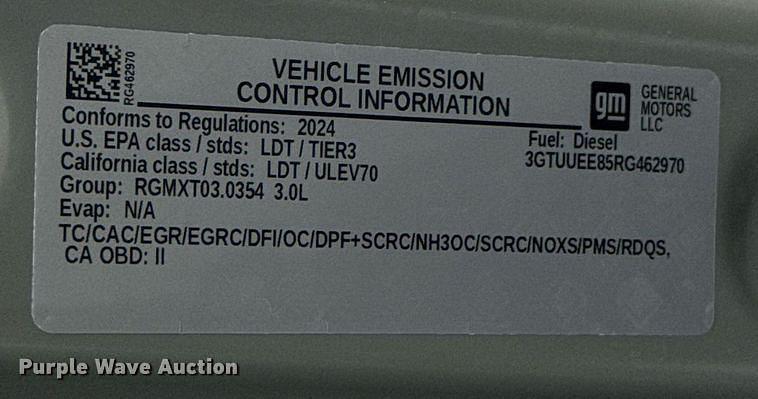 RG462970
VEHICLE EMISSION
CONTROL INFORMATION
gm
GENERAL
MOTORS
LLC
Conforms to Regulations: 2024
U.S. EPA class / stds: LDT / TIER3
California class / stds: LDT / ULEV70
Group: RGMXT03.0354 3.0L
Evap: N/A
Fuel: Diesel
3GTUUEE85RG462970
TC/CAC/EGR/EGRC/DFI/OC/DPF+SCRC/NH3OC/SCRC/NOXS/PMS/RDQS,
CA OBD: II
Purple Wave Auction